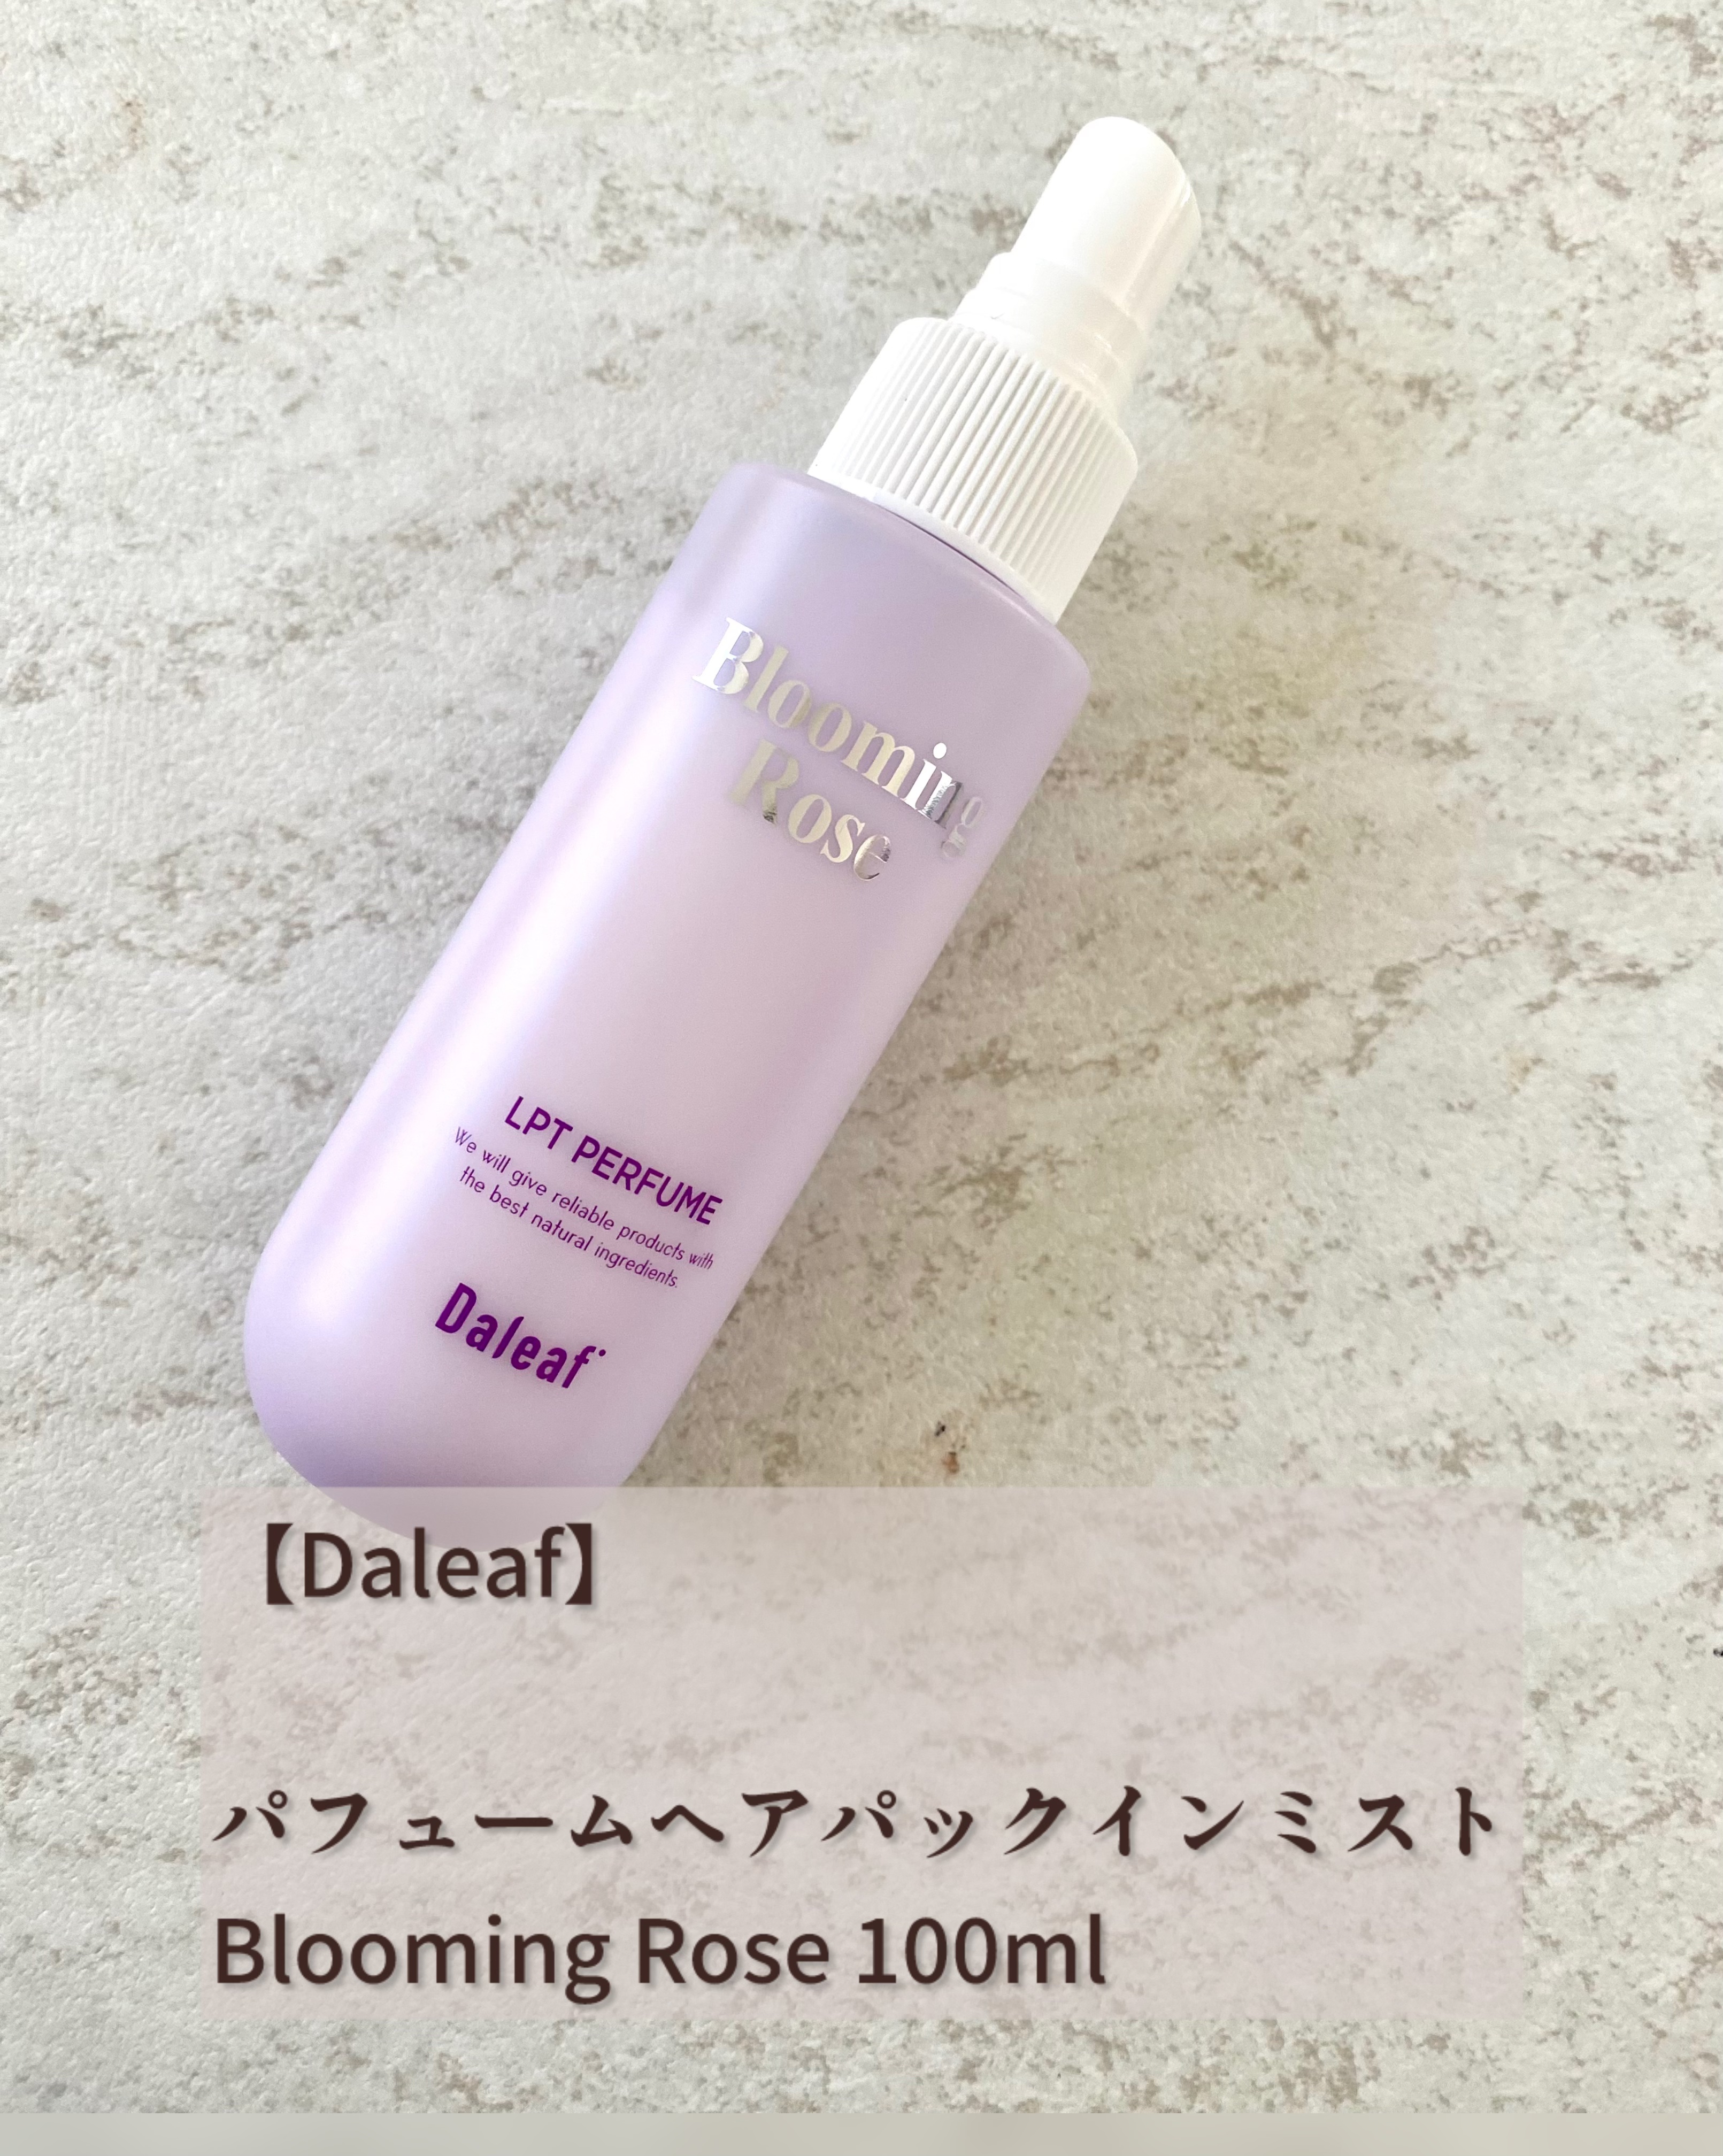 Blooming
Rose
LPT PERFUME
We will give reliable products with
the best natural ingredients.
Daleaf
【Daleaf】
パフュームヘアパックインミスト
Blooming Rose 100ml